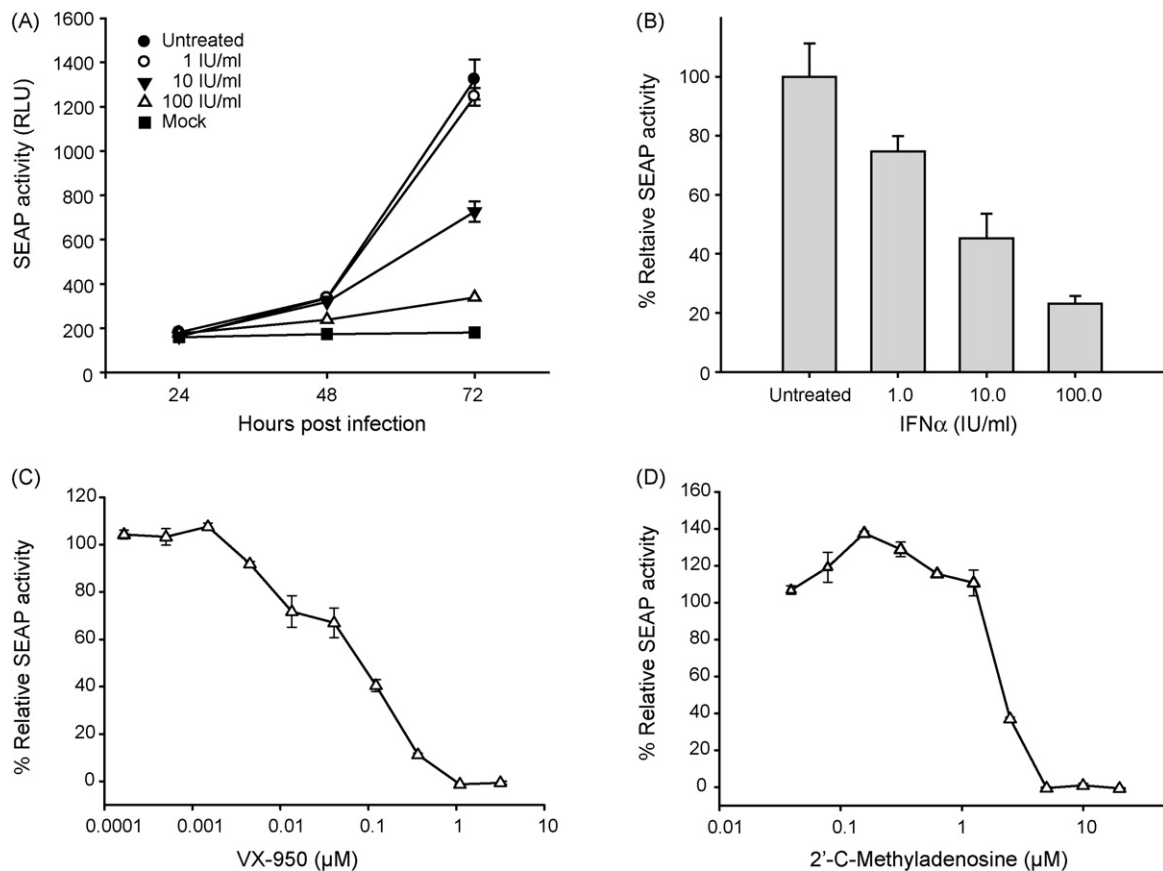 (A)
SEAP activity (RLU)
1600
1400
1200
1000
800
600
400
200
0
Untreated
1 IU/ml
10 IU/ml
100 IU/ml
Mock
24 48 72
Hours post infection
(B)
% Reltaive SEAP activity
100
80
60
40
20
0
Untreated 1.0 10.0 100.0
IFNα (IU/ml)
(C)
% Relative SEAP activity
120
100
80
60
40
20
0
0.0001 0.001 0.01 0.1 1 10
VX-950 (µM)
(D)
% Relative SEAP activity
160
140
120
100
80
60
40
20
0
0.01 0.1 1 10
2'-C-Methyladenosine (µM)